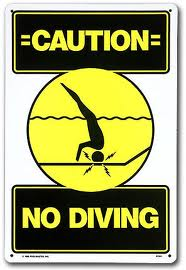 =CAUTION=
NO DIVING